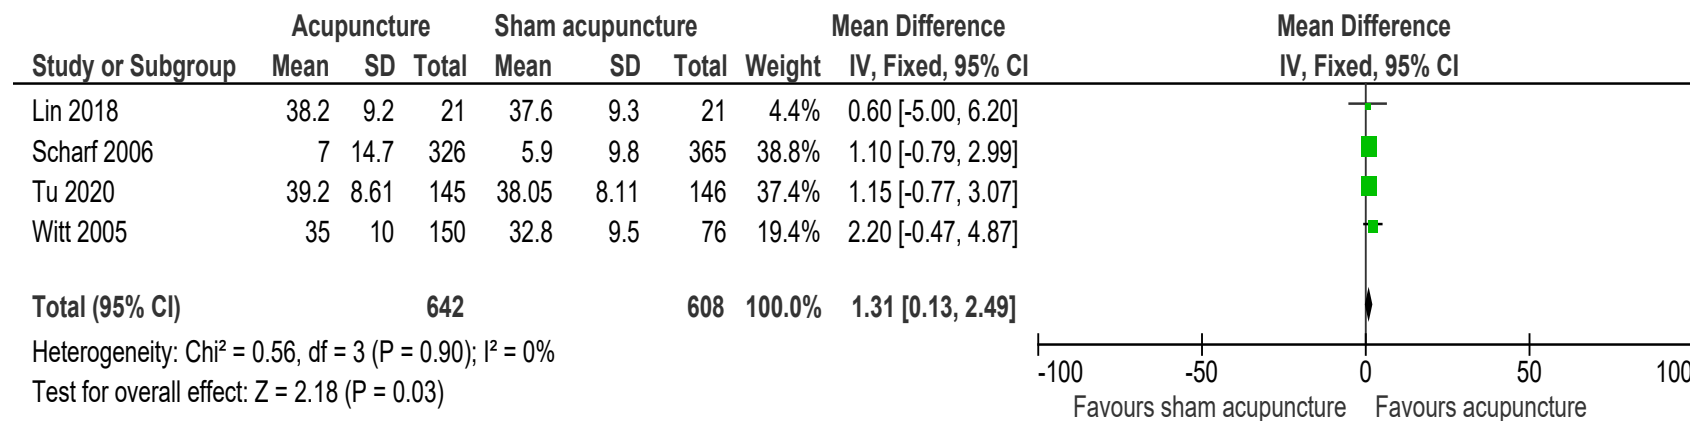 Acupuncture Sham acupuncture Mean Difference Mean Difference
Study or Subgroup Mean SD Total Mean SD Total Weight IV, Fixed, 95% CI IV, Fixed, 95% CI
Lin 2018 38.2 9.2 21 37.6 9.3 21 4.4% 0.60 [-5.00, 6.20]
Scharf 2006 7 14.7 326 5.9 9.8 365 38.8% 1.10 [-0.79, 2.99]
Tu 2020 39.2 8.61 145 38.05 8.11 146 37.4% 1.15 [-0.77, 3.07]
Witt 2005 35 10 150 32.8 9.5 76 19.4% 2.20 [-0.47, 4.87]
Total (95% CI) 642 608 100.0% 1.31 [0.13, 2.49]
Heterogeneity: Chi² = 0.56, df = 3 (P = 0.90); I² = 0%
Test for overall effect: Z = 2.18 (P = 0.03)
-100 -50 0 50 100
Favours sham acupuncture Favours acupuncture